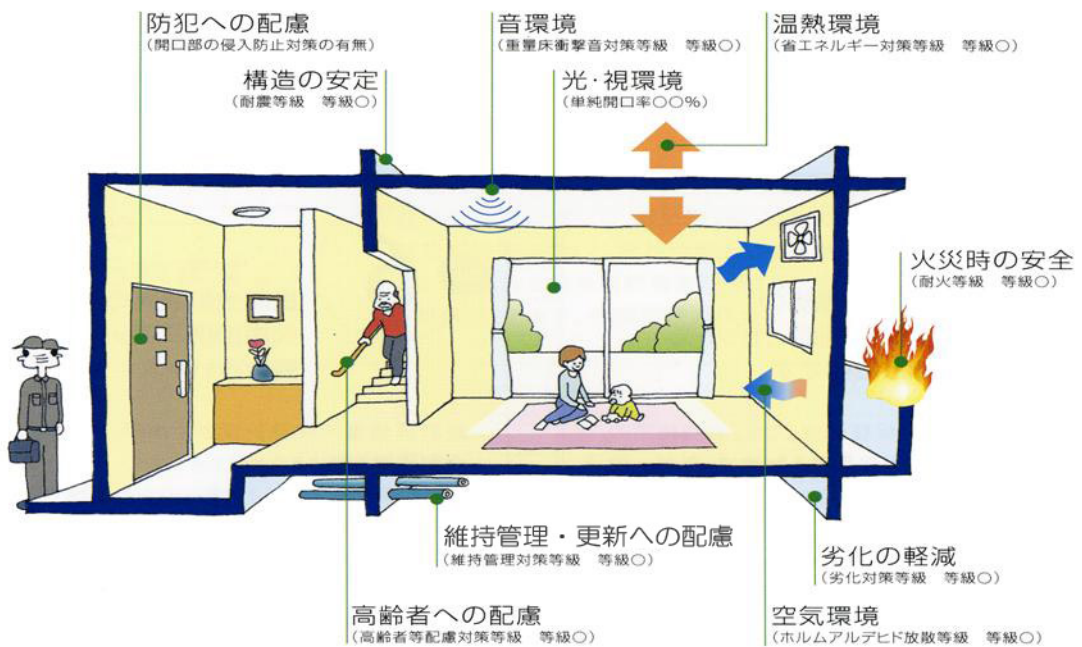 防犯への配慮
(開口部の侵入防止対策の有無)
音環境
(重量床衝撃音対策等級 等級○)
温熱環境
(省エネルギー対策等級 等級○)
構造の安定
(耐震等級 等級○)
光・視環境
(単純開口率○○%)
火災時の安全
(耐火等級 等級○)
維持管理・更新への配慮
(維持管理対策等級 等級○)
劣化の軽減
(劣化対策等級 等級○)
高齢者への配慮
(高齢者等配慮対策等級 等級○)
空気環境
(ホルムアルデヒド放散等級 等級○)